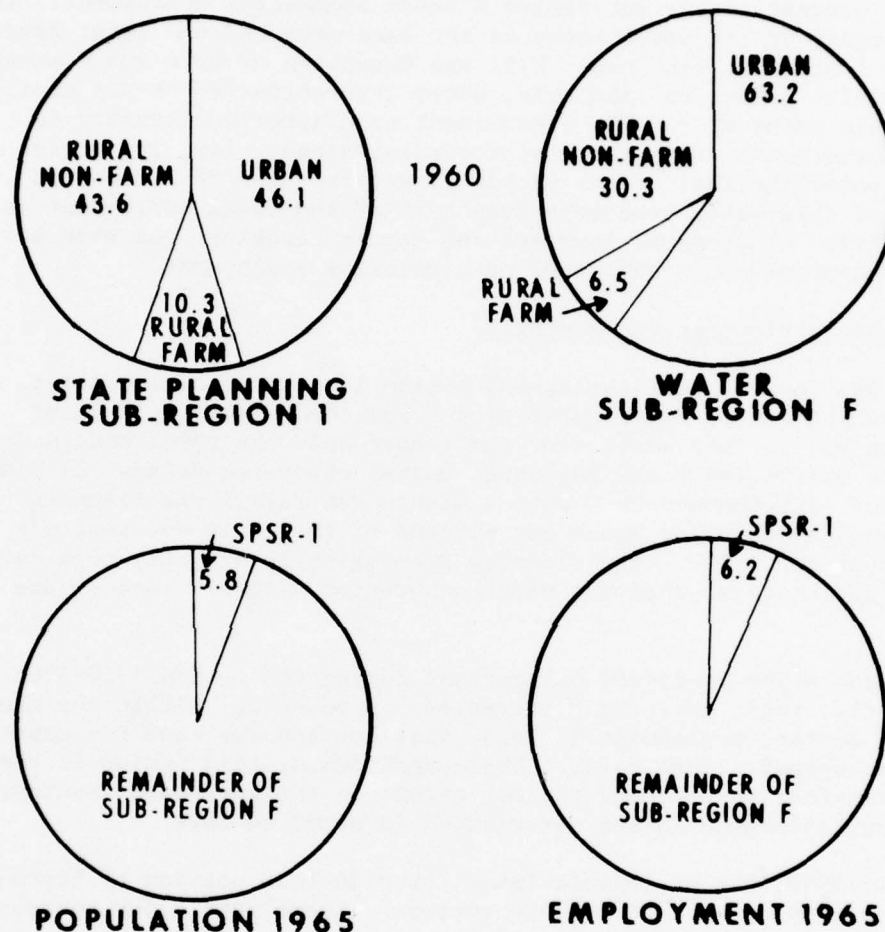 RURAL
NON-FARM
43.6
URBAN
46.1
10.3
RURAL
FARM
STATE PLANNING
SUB-REGION 1
1960
URBAN
63.2
RURAL
NON-FARM
30.3
6.5
RURAL
FARM
WATER
SUB-REGION F
SPSR-1
5.8
REMAINDER OF
SUB-REGION F
POPULATION 1965
SPSR-1
6.2
REMAINDER OF
SUB-REGION F
EMPLOYMENT 1965